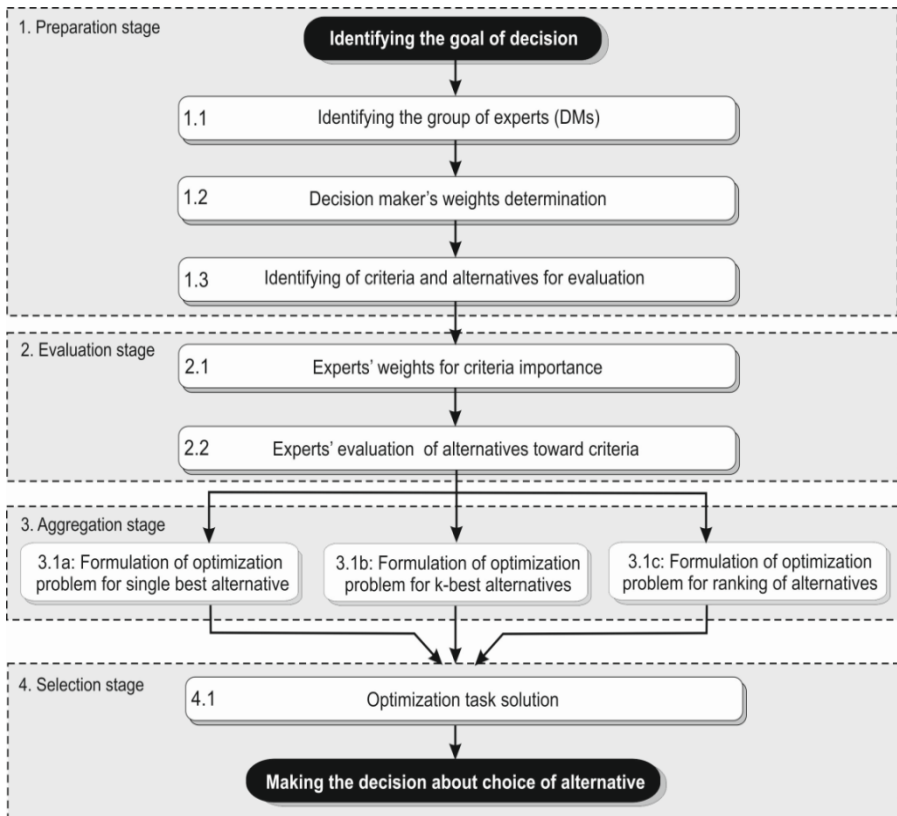 1. Preparation stage
Identifying the goal of decision
1.1 Identifying the group of experts (DMs)
1.2 Decision maker's weights determination
1.3 Identifying of criteria and alternatives for evaluation
2. Evaluation stage
2.1 Experts' weights for criteria importance
2.2 Experts' evaluation of alternatives toward criteria
3. Aggregation stage
3.1a: Formulation of optimization
problem for single best alternative
3.1b: Formulation of optimization
problem for k-best alternatives
3.1c: Formulation of optimization
problem for ranking of alternatives
4. Selection stage
4.1 Optimization task solution
Making the decision about choice of alternative